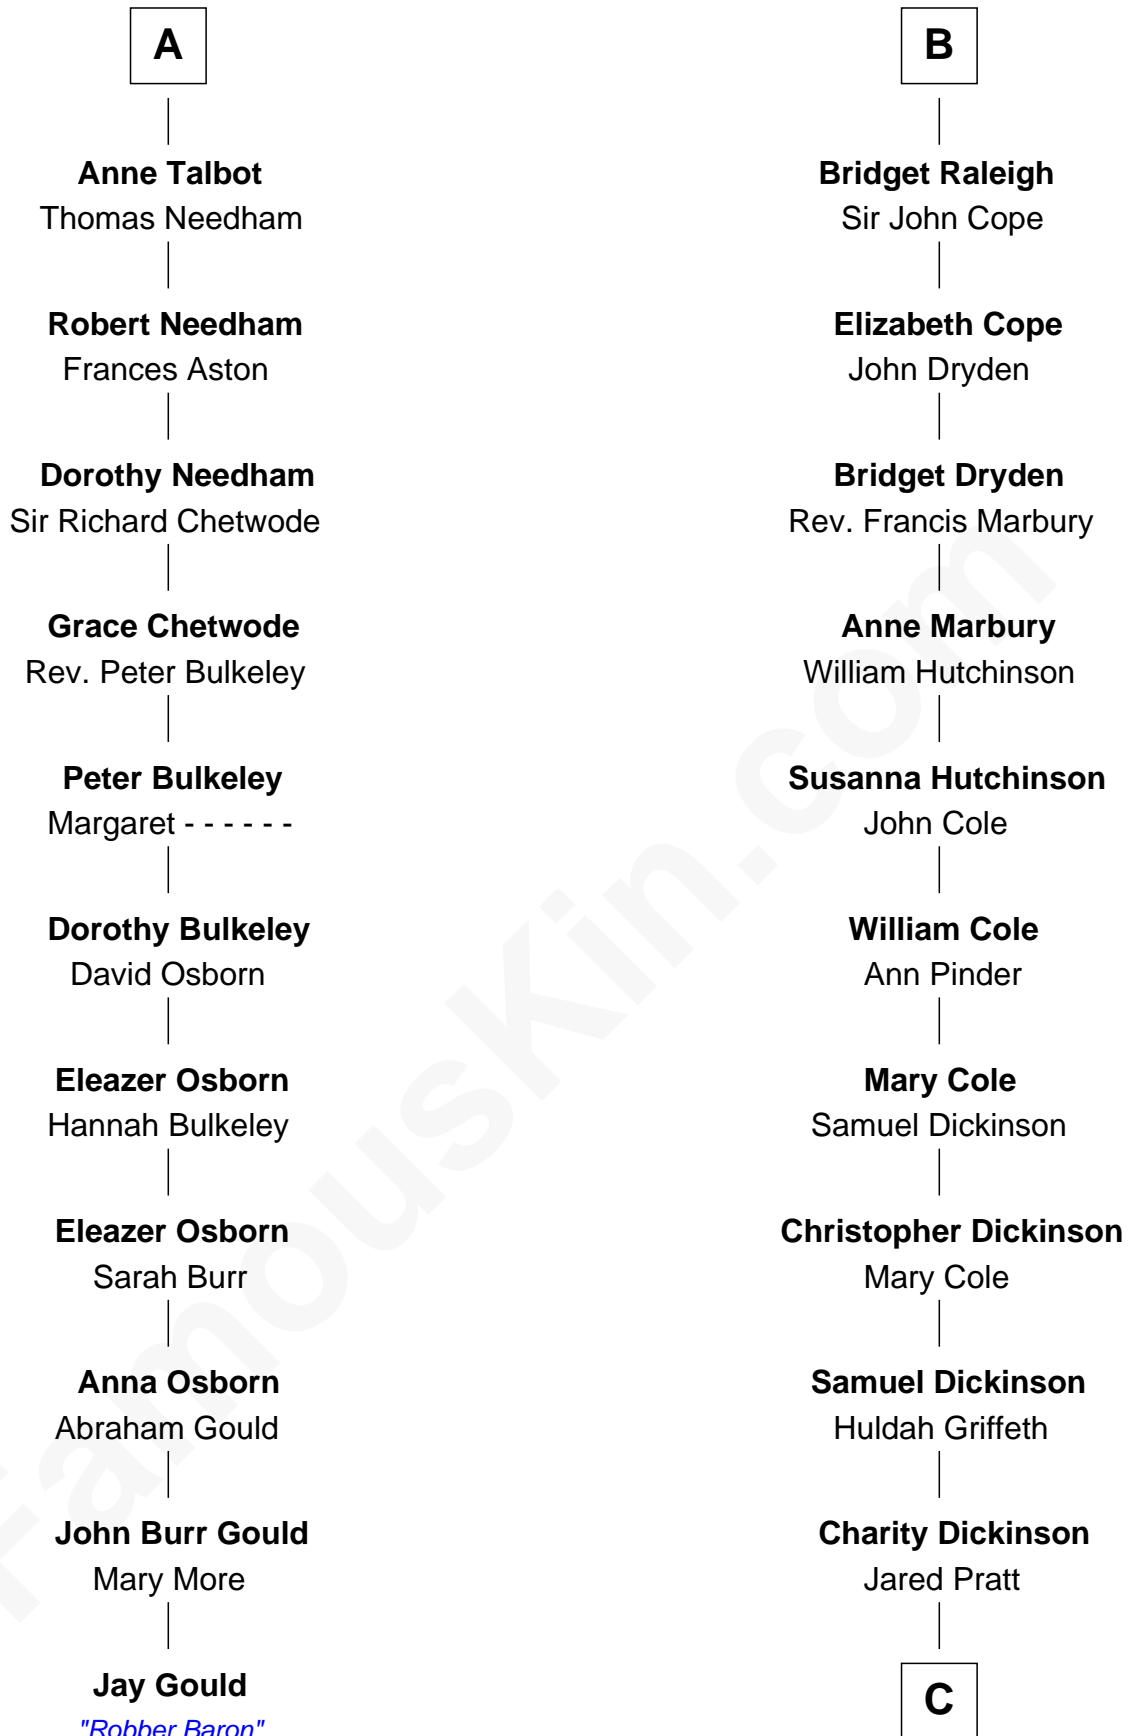 A
Anne Talbot
Thomas Needham
Robert Needham
Frances Aston
Dorothy Needham
Sir Richard Chetwode
Grace Chetwode
Rev. Peter Bulkeley
Peter Bulkeley
Margaret - - - - - -
Dorothy Bulkeley
David Osborn
Eleazer Osborn
Hannah Bulkeley
Eleazer Osborn
Sarah Burr
Anna Osborn
Abraham Gould
John Burr Gould
Mary More
Jay Gould
"Robber Baron"
B
Bridget Raleigh
Sir John Cope
Elizabeth Cope
John Dryden
Bridget Dryden
Rev. Francis Marbury
Anne Marbury
William Hutchinson
Susanna Hutchinson
John Cole
William Cole
Ann Pinder
Mary Cole
Samuel Dickinson
Christopher Dickinson
Mary Cole
Samuel Dickinson
Huldah Griffeth
Charity Dickinson
Jared Pratt
C
FamousKin.com